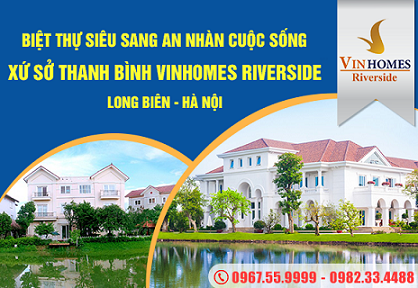 BIỆT THỰ SIÊU SANG AN NHÀN CUỘC SỐNG
XỨ SỞ THANH BÌNH VINHOMES RIVERSIDE
LONG BIÊN - HÀ NỘI
VINHOMES
Riverside
0967.55.9999 - 0982.33.4488